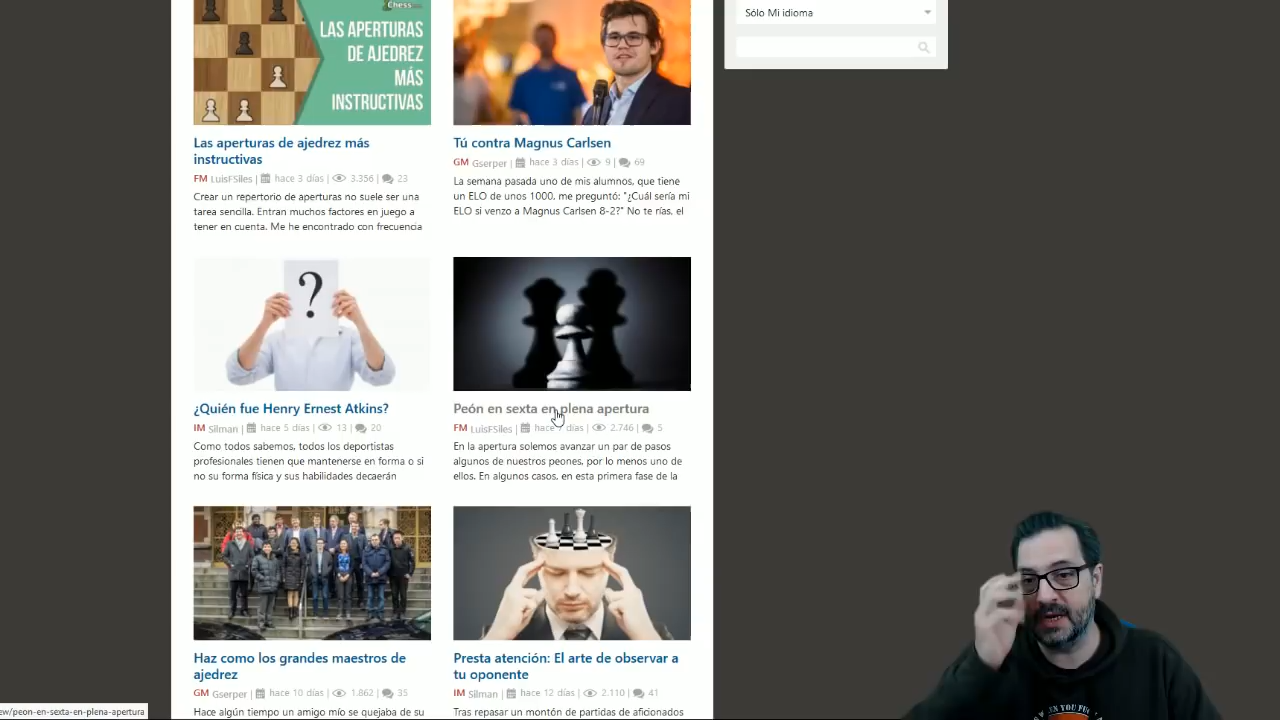 Sólo Mi idioma
Chess
LAS APERTURAS
DE AJEDREZ
MÁS
INSTRUCTIVAS
Las aperturas de ajedrez más
instructivas
FM LuisFSiles | hace 3 días | 3.356 | 23
Crear un repertorio de aperturas no suele ser una
tarea sencilla. Entran muchos factores en juego a
tener en cuenta. Me he encontrado con frecuencia
Tú contra Magnus Carlsen
GM Gserper | hace 3 días | 9 | 69
La semana pasada uno de mis alumnos, que tiene
un ELO de unos 1000, me preguntó: "¿Cuál sería mi
ELO si venzo a Magnus Carlsen 8-2?" No te rías, el
?
¿Quién fue Henry Ernest Atkins?
IM Silman | hace 5 días | 13 | 20
Como todos sabemos, todos los deportistas
profesionales tienen que mantenerse en forma o si
no su forma física y sus habilidades decaerán
Peón en sexta en plena apertura
FM LuisFSiles | hace días | 2.746 | 5
En la apertura solemos avanzar un par de pasos
algunos de nuestros peones, por lo menos uno de
ellos. En algunos casos, en esta primera fase de la
Haz como los grandes maestros de
ajedrez
GM Gserper | hace 10 días | 1.862 | 35
Hace algún tiempo un amigo mío se quejaba de su
Presta atención: El arte de observar a
tu oponente
IM Silman | hace 12 días | 2.110 | 41
Tras repasar un montón de partidas de aficionados
ew/peon-en-sexta-en-plena-apertura